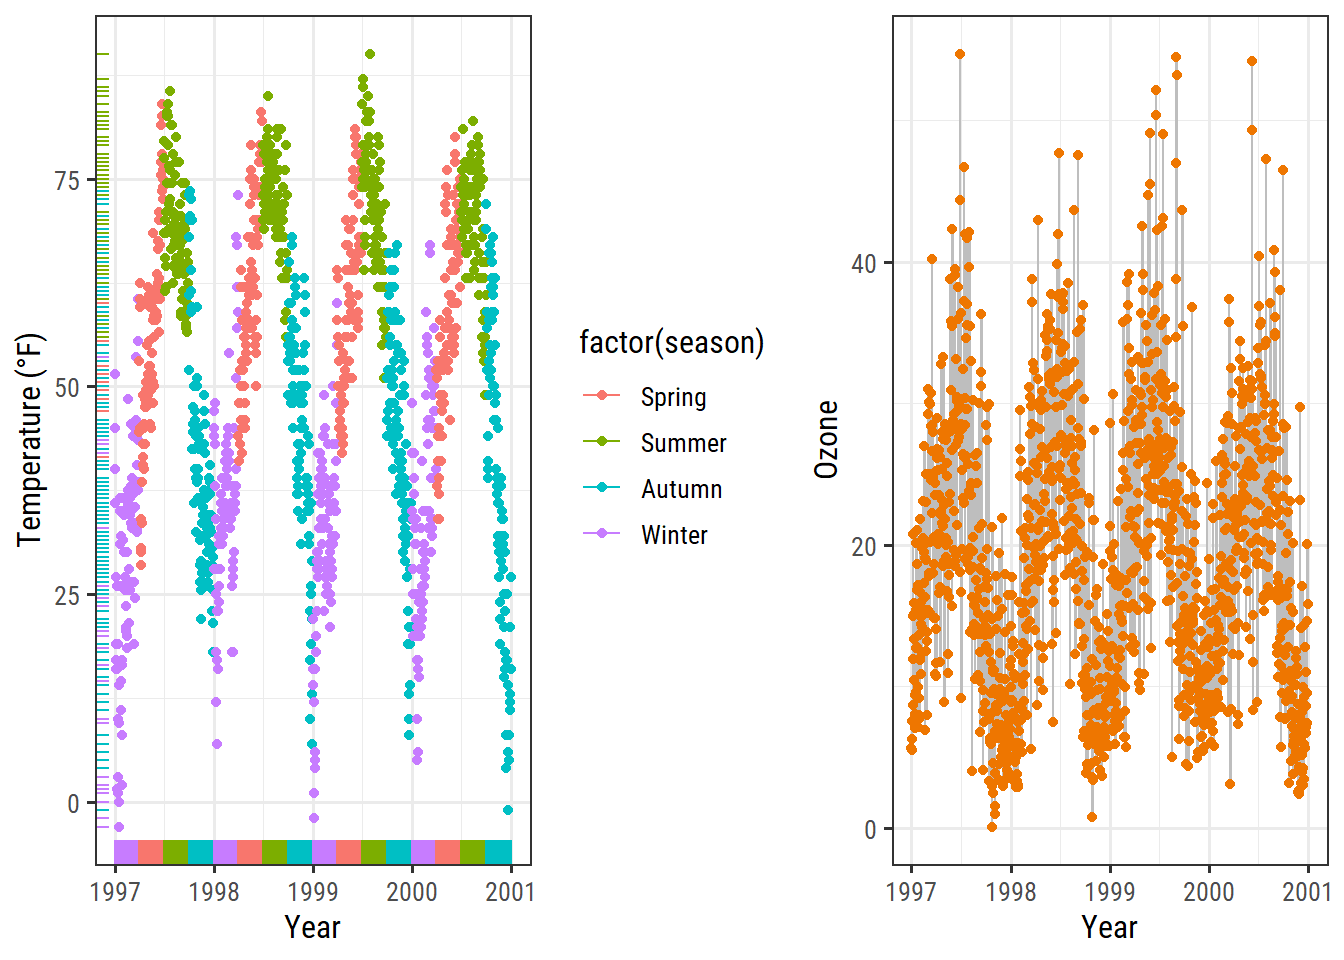 75
50
25
0
Temperature (°F)
1997 1998 1999 2000 2001
Year
factor(season)
Spring
Summer
Autumn
Winter
40
20
0
Ozone
1997 1998 1999 2000 2001
Year